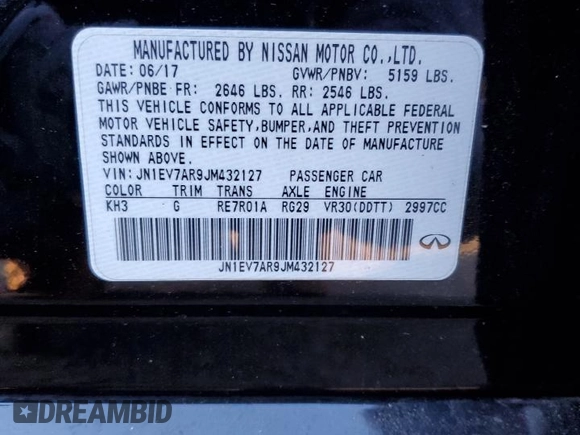 MANUFACTURED BY NISSAN MOTOR CO.,LTD.
DATE: 06/17 GVWR/PNBV: 5159 LBS.
GAWR/PNBE FR: 2646 LBS. RR: 2546 LBS.
THIS VEHICLE CONFORMS TO ALL APPLICABLE FEDERAL
MOTOR VEHICLE SAFETY,BUMPER,AND THEFT PREVENTION
STANDARDS IN EFFECT ON THE DATE OF MANUFACTURE
SHOWN ABOVE.
VIN:JN1EV7AR9JM432127 PASSENGER CAR
COLOR TRIM TRANS AXLE ENGINE
KH3 G RE7R01A RG29 VR30(DDTT) 2997CC
JN1EV7AR9JM432127
DREAMBID